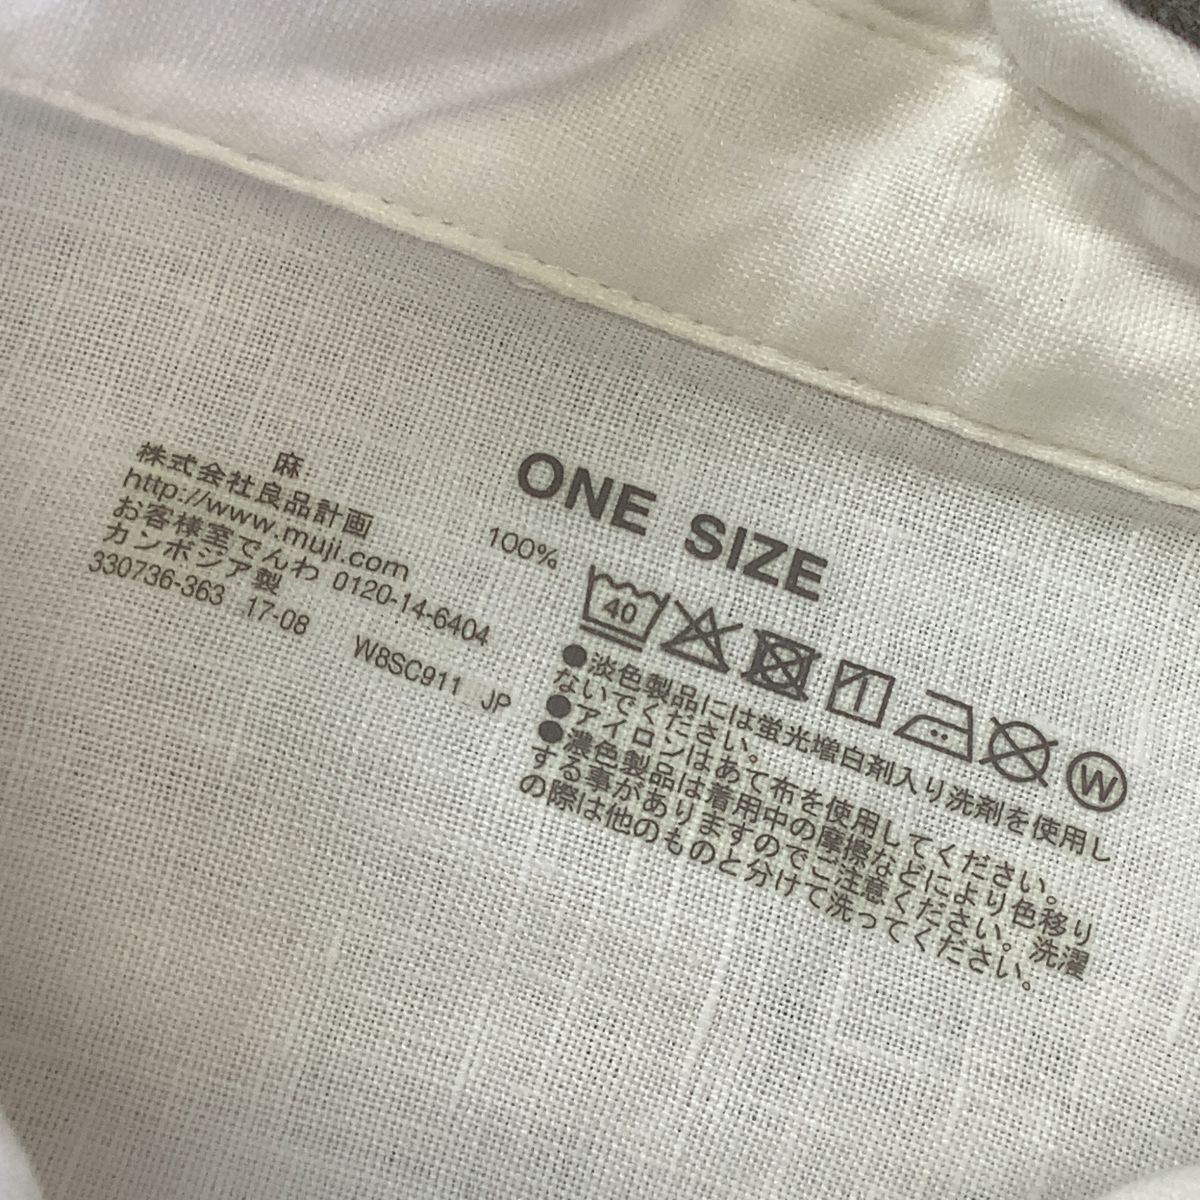 ONE SIZE
麻 100%
株式会社良品計画
http://www.muji.com
お客様室でんわ 0120-14-6404
カンボジア製
330736-363 17-08 W8SC911 JP
40
W
●淡色製品には蛍光増白剤入り洗剤を使用し
ないでください。
●アイロンはあて布を使用してください。
●濃色製品は着用中の摩擦などにより色移り
する事がありますのでご注意ください。洗濯
の際は他のものと分けて洗ってください。